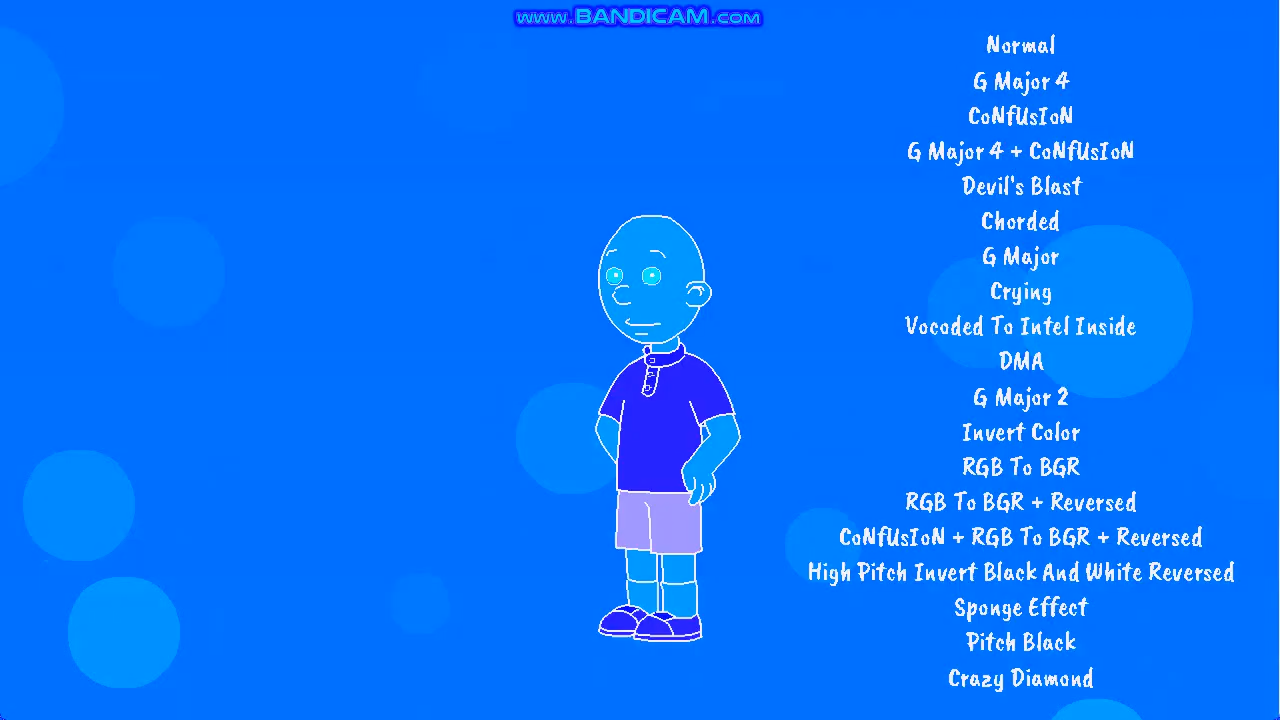 www.BANDICAM.com
Normal
G Major 4
CoNfUsIoN
G Major 4 + CoNfUsIoN
Devil's Blast
Chorded
G Major
Crying
Vocoded To Intel Inside
DMA
G Major 2
Invert Color
RGB To BGR
RGB To BGR + Reversed
CoNfUsIoN + RGB To BGR + Reversed
High Pitch Invert Black And White Reversed
Sponge Effect
Pitch Black
Crazy Diamond